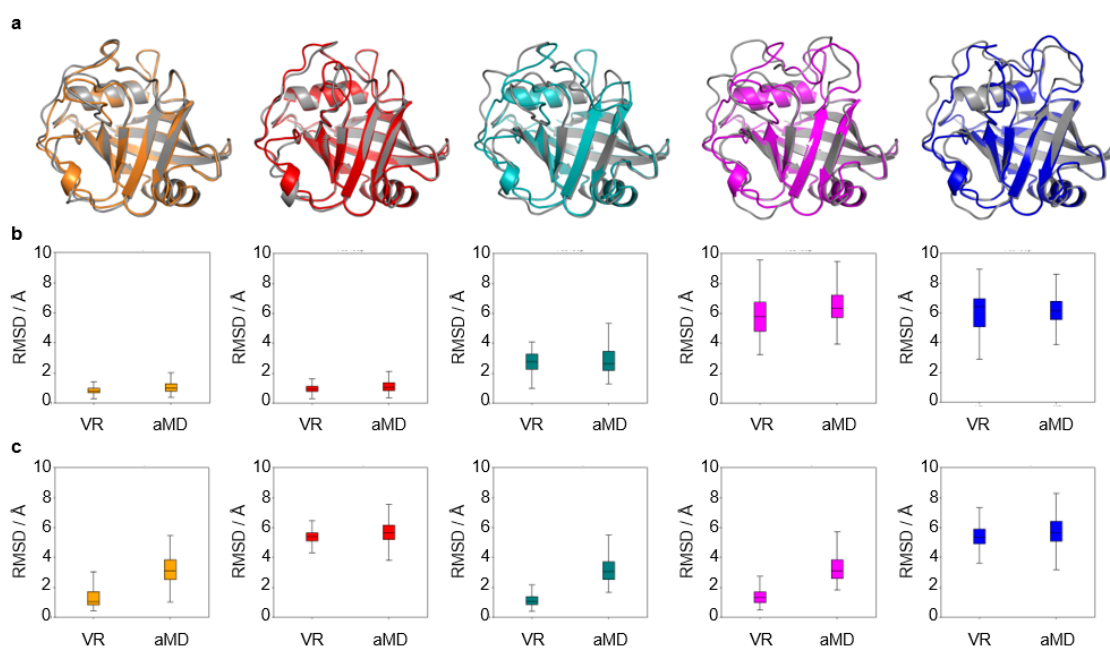 a
b
10 10 10 10 10
8 8 8 8 8
6 6 6 6 6
4 4 4 4 4
2 2 2 2 2
0 0 0 0 0
RMSD / Å RMSD / Å RMSD / Å RMSD / Å RMSD / Å
VR aMD VR aMD VR aMD VR aMD VR aMD
c
10 10 10 10 10
8 8 8 8 8
6 6 6 6 6
4 4 4 4 4
2 2 2 2 2
0 0 0 0 0
RMSD / Å RMSD / Å RMSD / Å RMSD / Å RMSD / Å
VR aMD VR aMD VR aMD VR aMD VR aMD